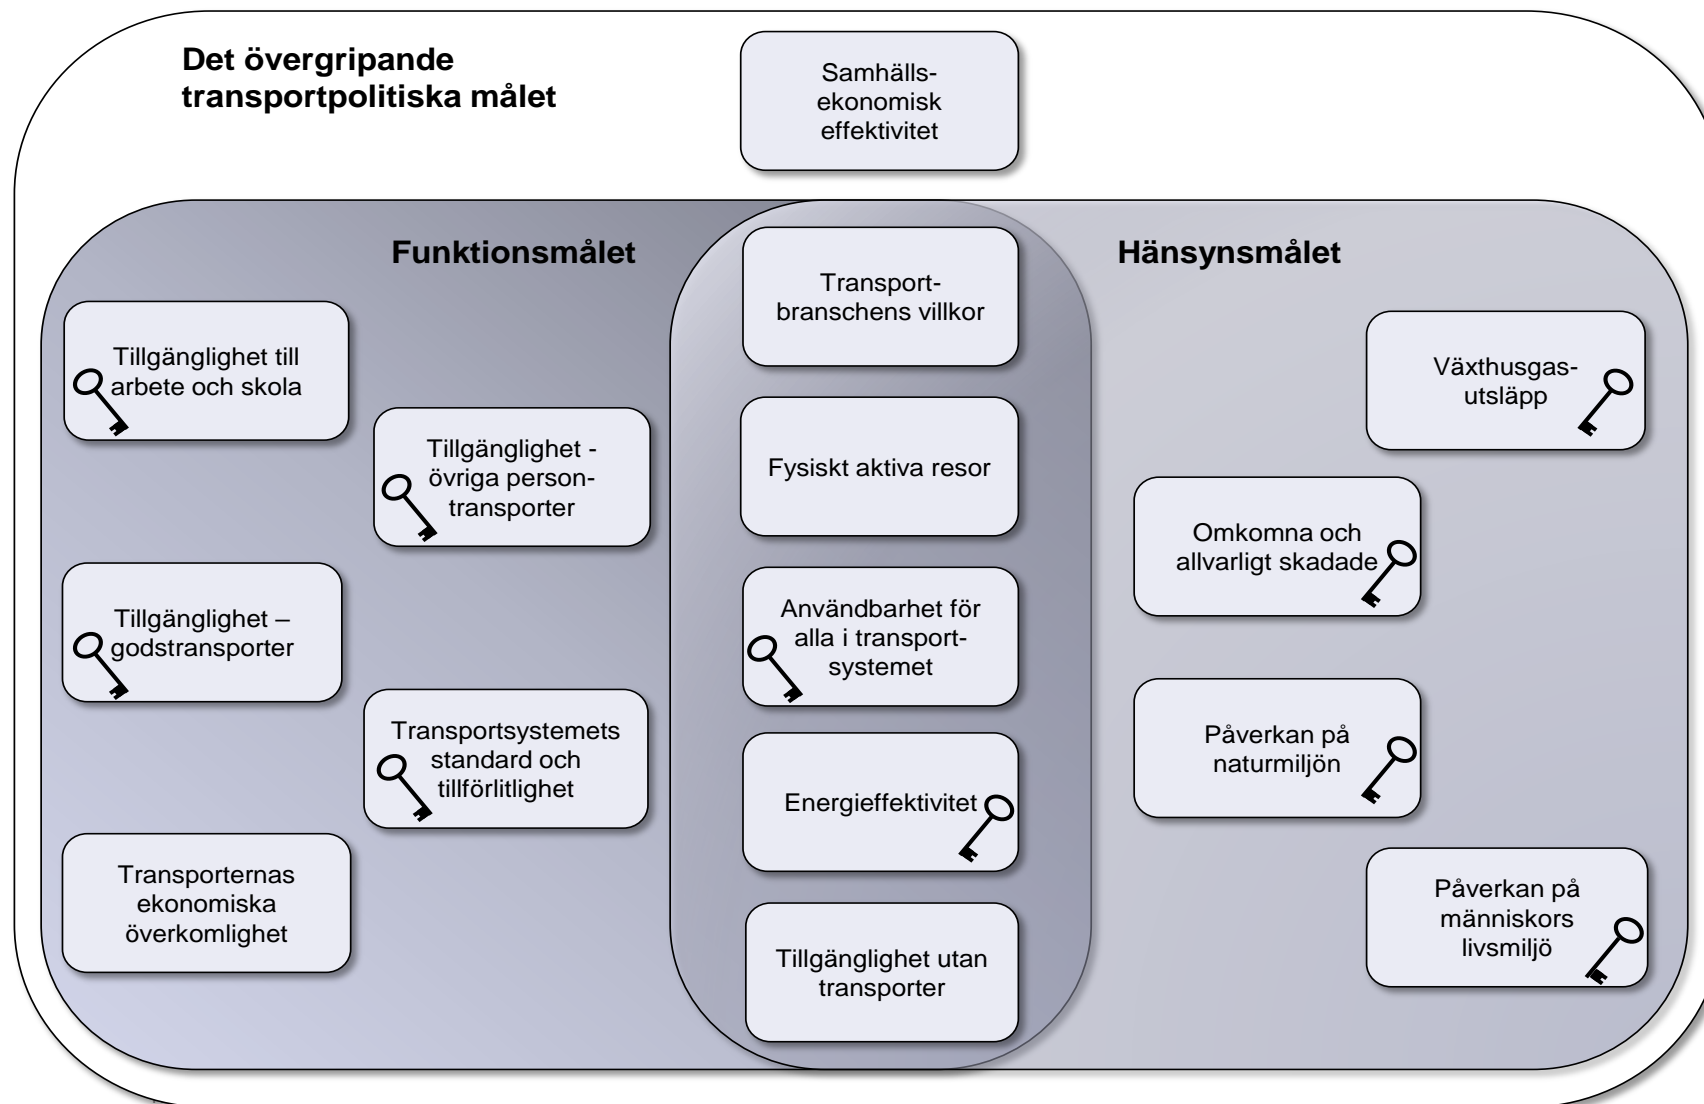 Det övergripande
transportpolitiska målet
Samhälls-
ekonomisk
effektivitet
Funktionsmålet
Hänsynsmålet
Tillgänglighet till
arbete och skola
Tillgänglighet -
övriga person-
transporter
Tillgänglighet –
godstransporter
Transportsystemets
standard och
tillförlitlighet
Transporternas
ekonomiska
överkomlighet
Transport-
branschens villkor
Fysiskt aktiva resor
Användbarhet för
alla i transport-
systemet
Energieffektivitet
Tillgänglighet utan
transporter
Växthusgas-
utsläpp
Omkomna och
allvarligt skadade
Påverkan på
naturmiljön
Påverkan på
människors
livsmiljö